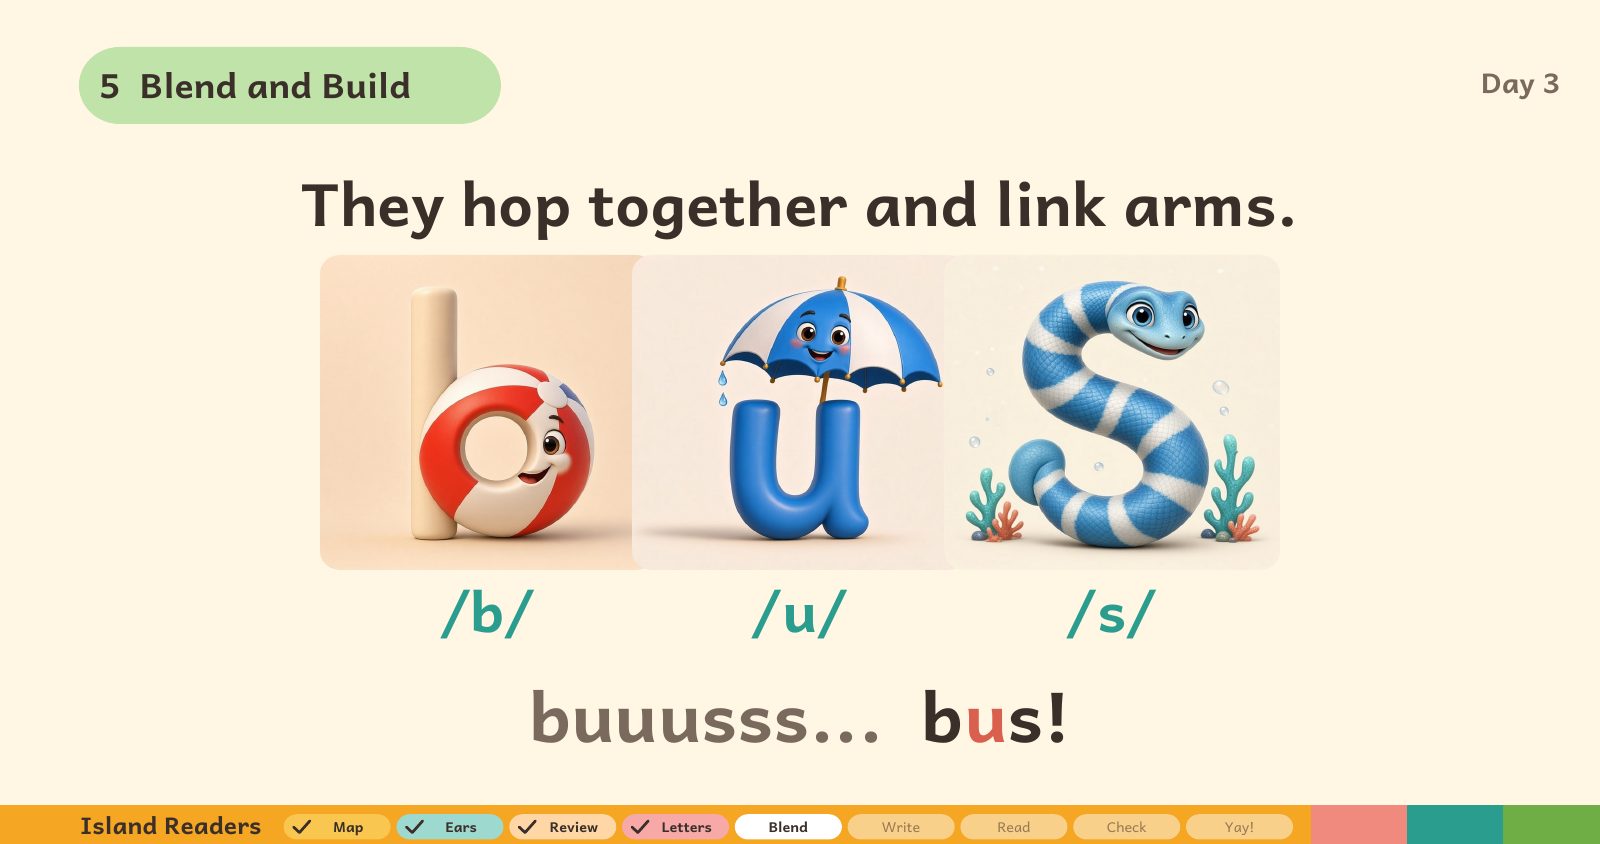 5 Blend and Build
Day 3
They hop together and link arms.
/b/ /u/ /s/
buuusss... bus!
Island Readers Map Ears Review Letters Blend Write Read Check Yay!